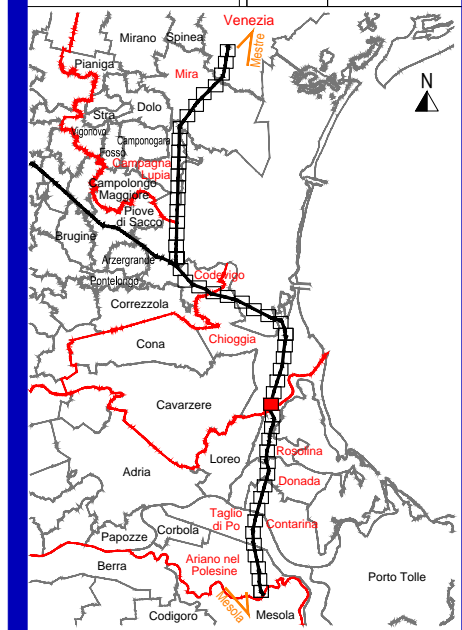 Venezia
Mirano
Spinea
Mestre
Pianiga
Mira
N
Dolo
Stra
Vigonovo
Camponogara
Fosso
Campagna
Lupia
Campolongo
Maggiore
Piove
di Sacco
Brugine
Arzergrande
Codevigo
Pontelongo
Correzzola
Chioggia
Cona
Cavarzere
Rosolina
Loreo
Adria
Donada
Taglio
di Po
Contarina
Corbola
Papozze
Berra
Ariano nel
Polesine
Porto Tolle
Mesola
Mesola
Codigoro